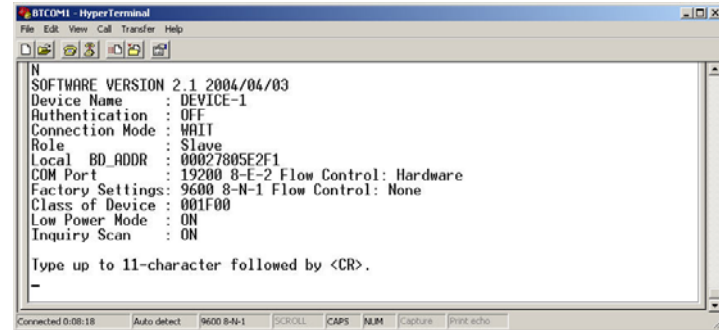 BTCOM1 - HyperTerminal
File Edit View Call Transfer Help
N
SOFTWARE VERSION 2.1 2004/04/03
Device Name : DEVICE-1
Authentication : OFF
Connection Mode : WAIT
Role : Slave
Local BD_ADDR : 00027805E2F1
COM Port : 19200 8-E-2 Flow Control: Hardware
Factory Settings: 9600 8-N-1 Flow Control: None
Class of Device : 001F00
Low Power Mode : ON
Inquiry Scan : ON
Type up to 11-character followed by <CR>.
Connected 0:08:18 Auto detect 9600 8-N-1 SCROLL CAPS NUM Capture Print echo